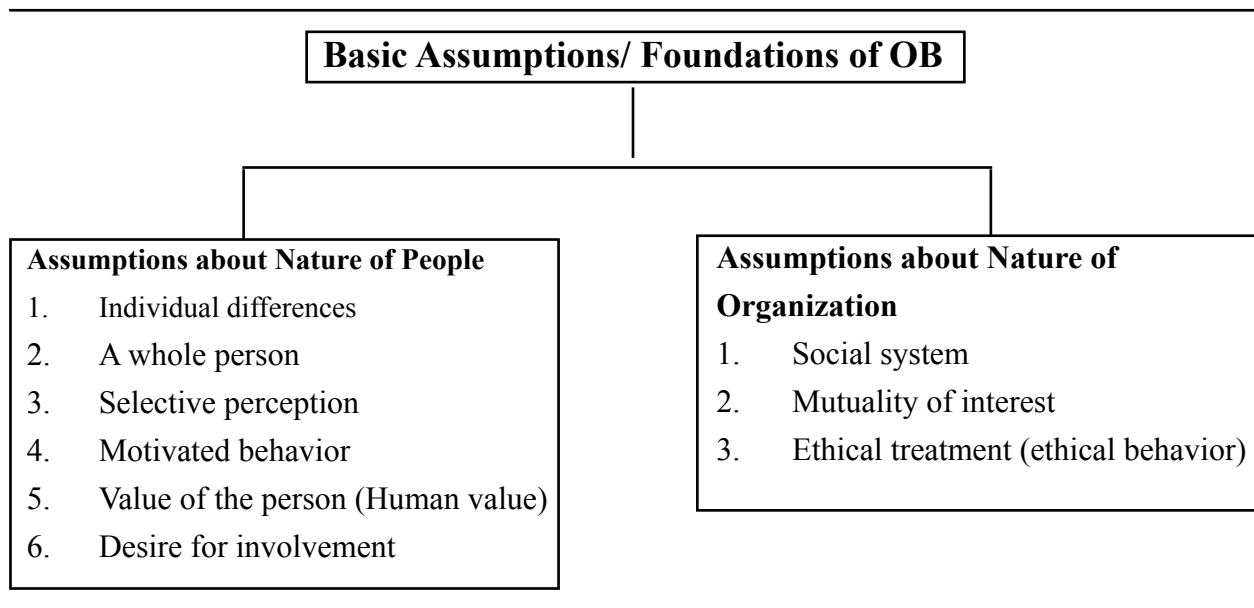 Basic Assumptions/ Foundations of OB
Assumptions about Nature of People
1. Individual differences
2. A whole person
3. Selective perception
4. Motivated behavior
5. Value of the person (Human value)
6. Desire for involvement
Assumptions about Nature of
Organization
1. Social system
2. Mutuality of interest
3. Ethical treatment (ethical behavior)